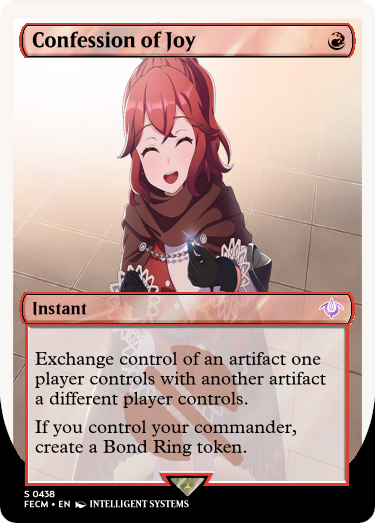 Confession of Joy
Instant
Exchange control of an artifact one
player controls with another artifact
a different player controls.
If you control your commander,
create a Bond Ring token.
S 0438
FECM • EN INTELLIGENT SYSTEMS